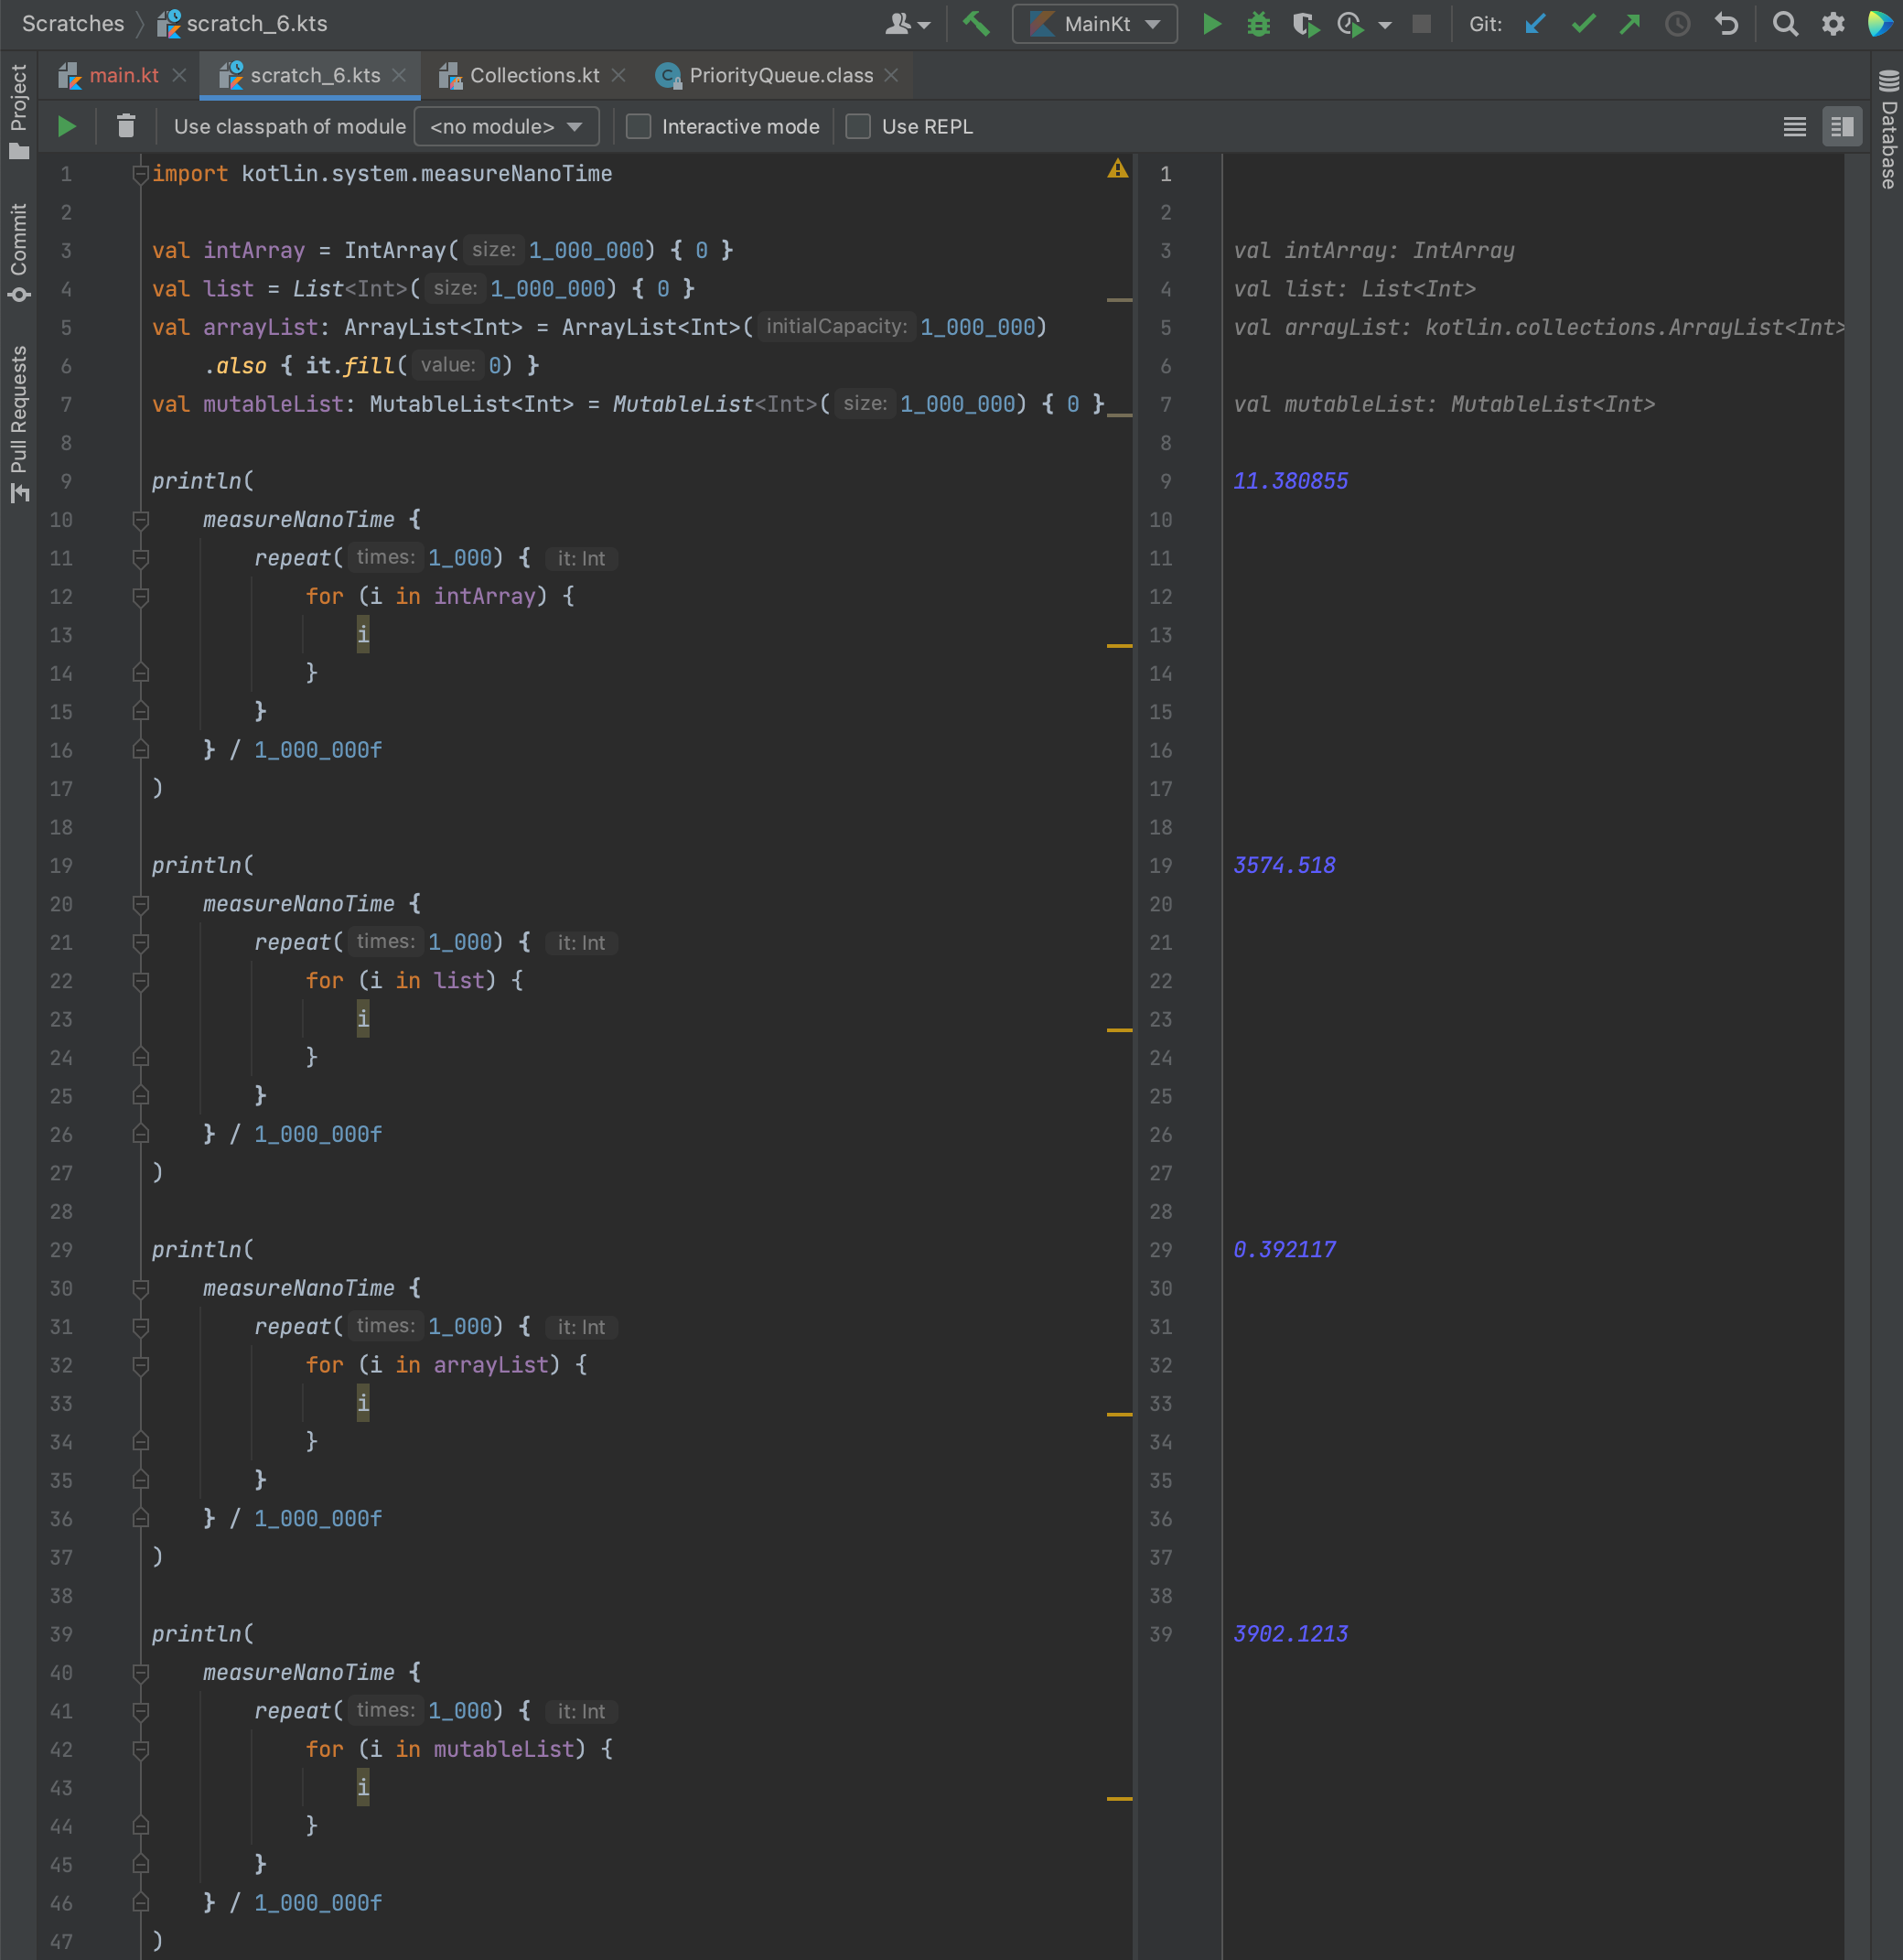 Scratches scratch_6.kts MainKt Git:
main.kt scratch_6.kts Collections.kt PriorityQueue.class
Use classpath of module <no module> Interactive mode Use REPL
Project
Commit
Pull Requests
Database
1 import kotlin.system.measureNanoTime
2
3 val intArray = IntArray( size: 1_000_000) { 0 }
4 val list = List<Int>( size: 1_000_000) { 0 }
5 val arrayList: ArrayList<Int> = ArrayList<Int>( initialCapacity: 1_000_000)
6 .also { it.fill( value: 0) }
7 val mutableList: MutableList<Int> = MutableList<Int>( size: 1_000_000) { 0 }
8
9 println(
10 measureNanoTime {
11 repeat( times: 1_000) { it: Int
12 for (i in intArray) {
13 i
14 }
15 }
16 } / 1_000_000f
17 )
18
19 println(
20 measureNanoTime {
21 repeat( times: 1_000) { it: Int
22 for (i in list) {
23 i
24 }
25 }
26 } / 1_000_000f
27 )
28
29 println(
30 measureNanoTime {
31 repeat( times: 1_000) { it: Int
32 for (i in arrayList) {
33 i
34 }
35 }
36 } / 1_000_000f
37 )
38
39 println(
40 measureNanoTime {
41 repeat( times: 1_000) { it: Int
42 for (i in mutableList) {
43 i
44 }
45 }
46 } / 1_000_000f
47 )
1
2
3 val intArray: IntArray
4 val list: List<Int>
5 val arrayList: kotlin.collections.ArrayList<Int>
6
7 val mutableList: MutableList<Int>
8
9 11.380855
10
11
12
13
14
15
16
17
18
19 3574.518
20
21
22
23
24
25
26
27
28
29 0.392117
30
31
32
33
34
35
36
37
38
39 3902.1213